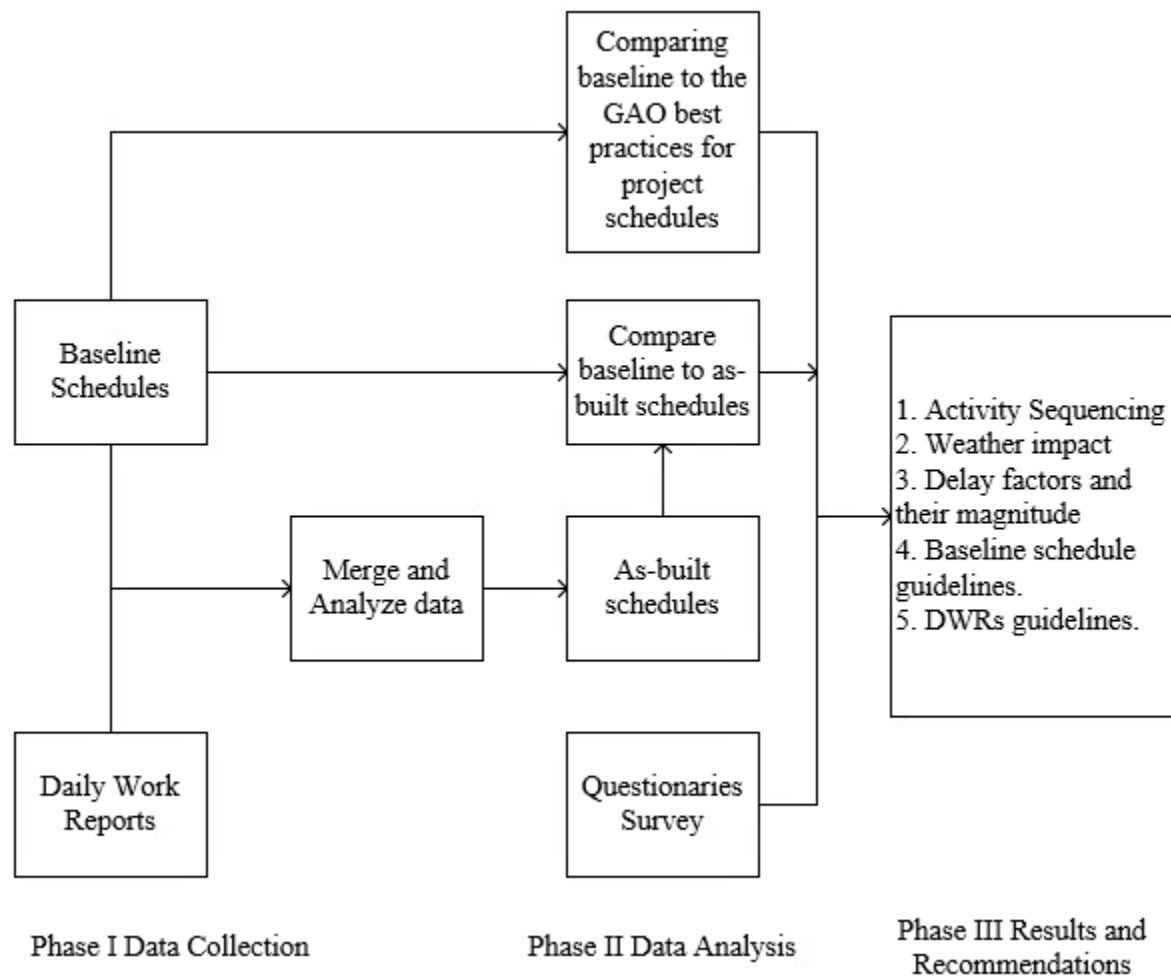 Comparing
baseline to the
GAO best
practices for
project
schedules
Baseline
Schedules
Compare
baseline to as-
built schedules
Merge and
Analyze data
As-built
schedules
Daily Work
Reports
Questionaries
Survey
1. Activity Sequencing
2. Weather impact
3. Delay factors and
their magnitude
4. Baseline schedule
guidelines.
5. DWRs guidelines.
Phase I Data Collection
Phase II Data Analysis
Phase III Results and
Recommendations